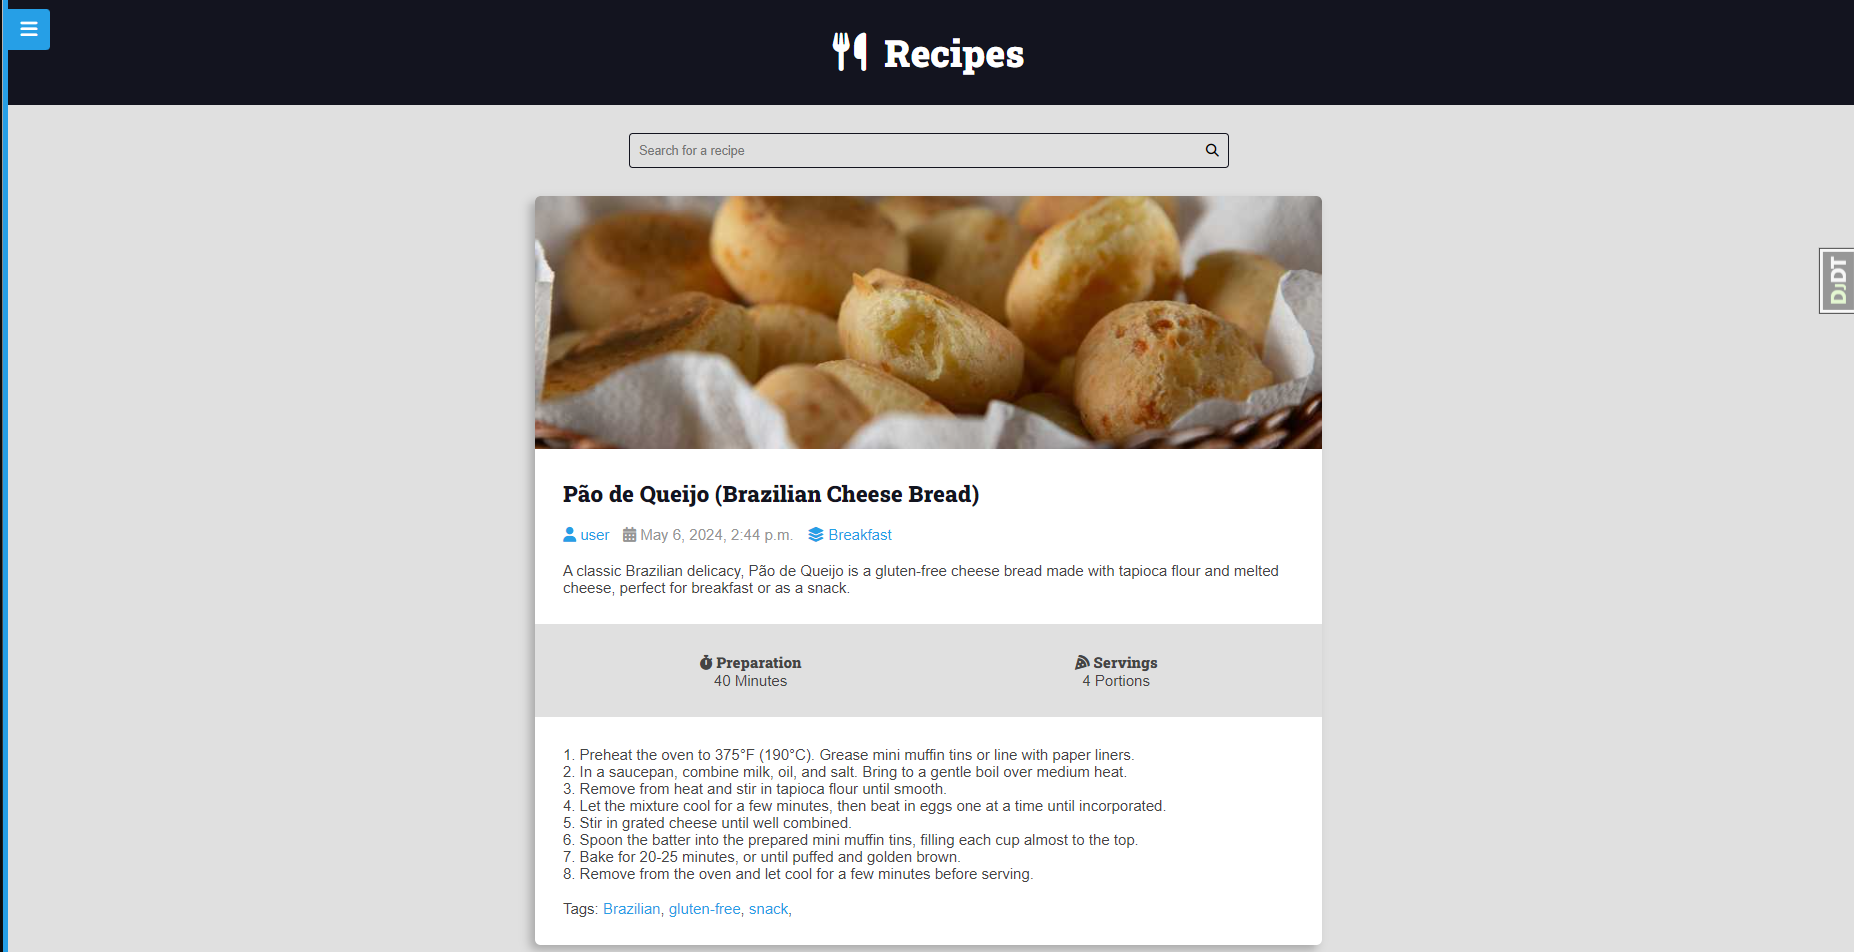 Recipes
Search for a recipe
DJDT
Pão de Queijo (Brazilian Cheese Bread)
user May 6, 2024, 2:44 p.m. Breakfast
A classic Brazilian delicacy, Pão de Queijo is a gluten-free cheese bread made with tapioca flour and melted
cheese, perfect for breakfast or as a snack.
Preparation Servings
40 Minutes 4 Portions
1. Preheat the oven to 375°F (190°C). Grease mini muffin tins or line with paper liners.
2. In a saucepan, combine milk, oil, and salt. Bring to a gentle boil over medium heat.
3. Remove from heat and stir in tapioca flour until smooth.
4. Let the mixture cool for a few minutes, then beat in eggs one at a time until incorporated.
5. Stir in grated cheese until well combined.
6. Spoon the batter into the prepared mini muffin tins, filling each cup almost to the top.
7. Bake for 20-25 minutes, or until puffed and golden brown.
8. Remove from the oven and let cool for a few minutes before serving.
Tags: Brazilian, gluten-free, snack,